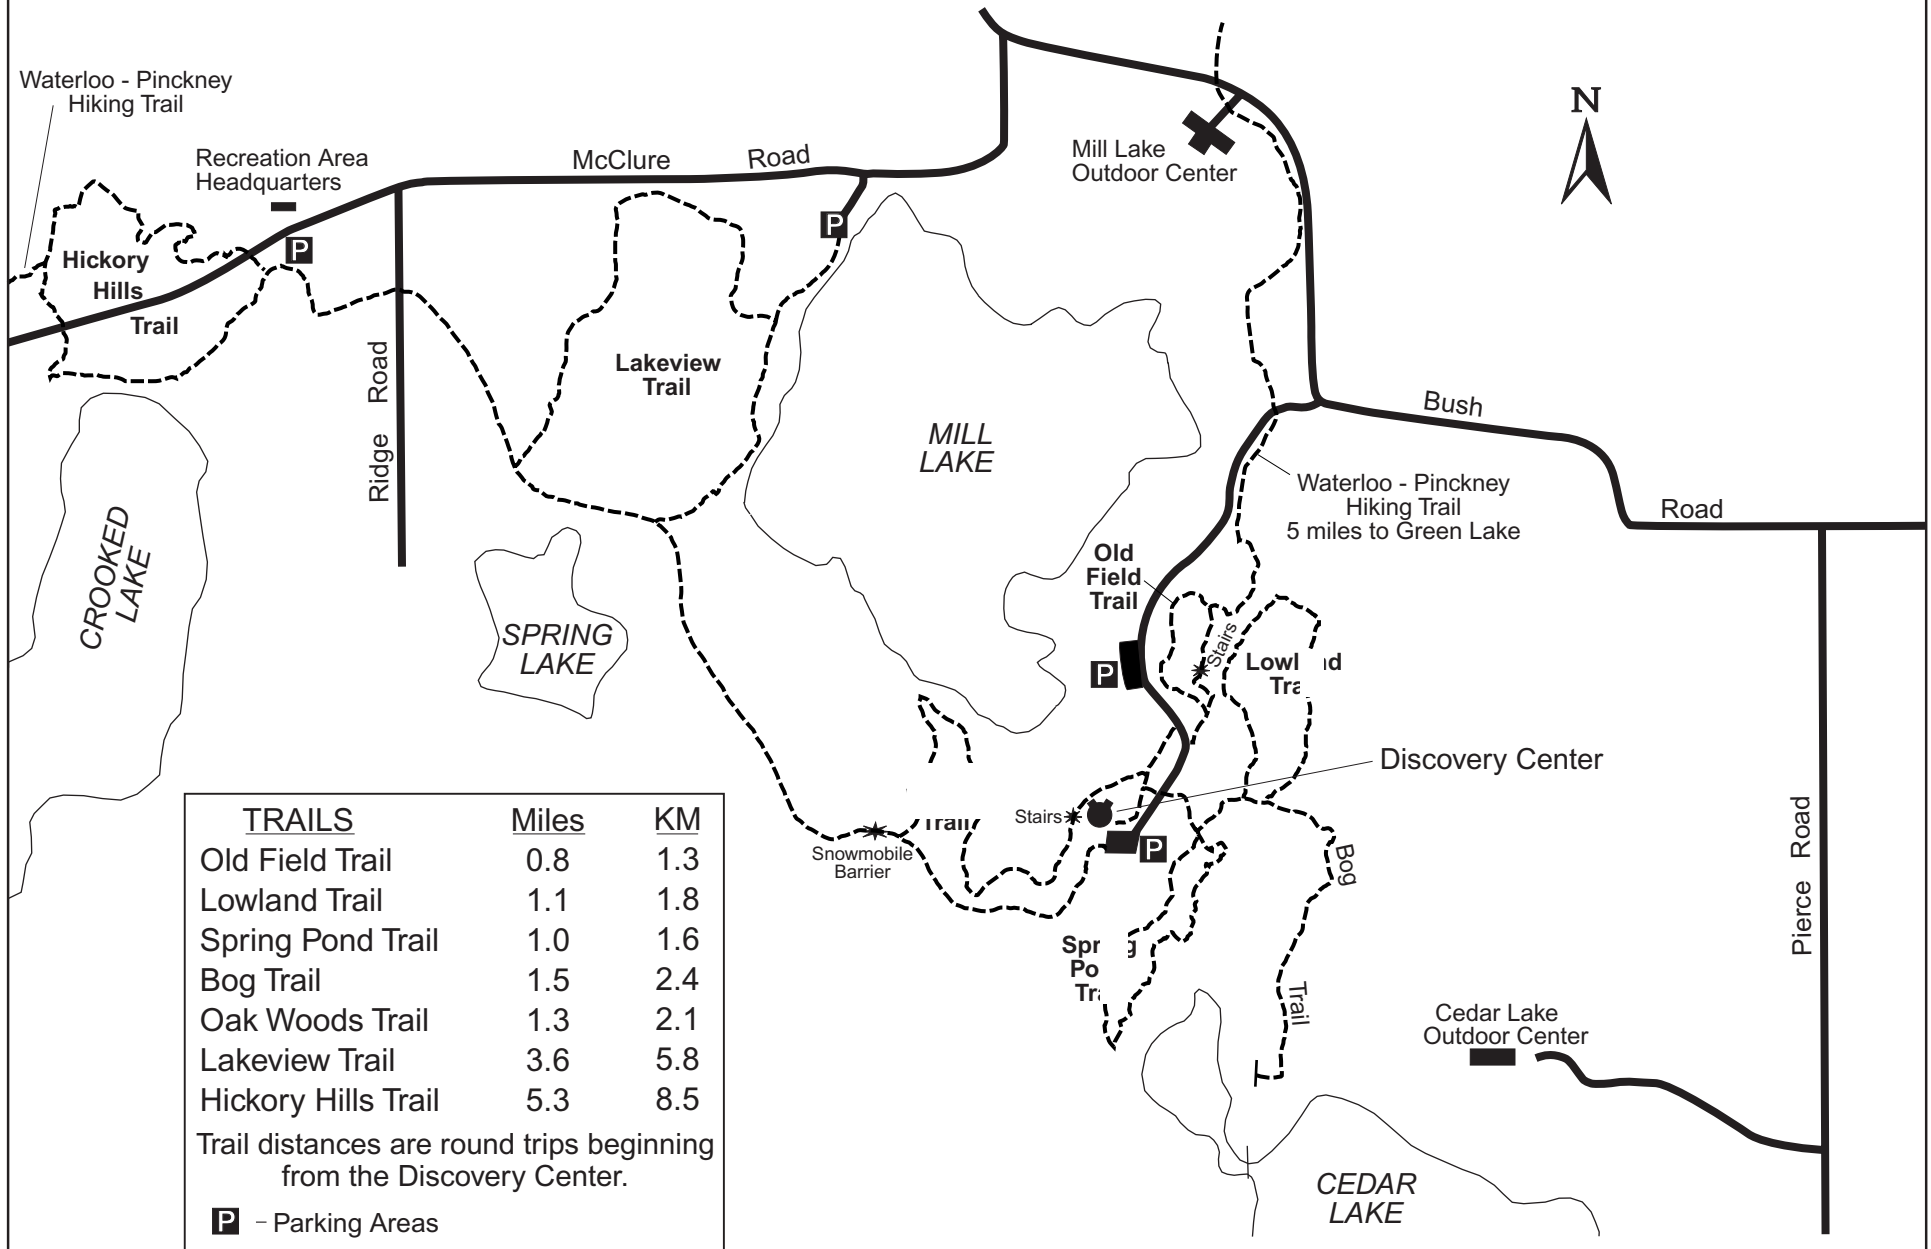 Waterloo - Pinckney
Hiking Trail
Recreation Area
Headquarters
McClure Road
Mill Lake
Outdoor Center
N
P
P
Hickory
Hills
Trail
Lakeview
Trail
Ridge Road
MILL
LAKE
Bush
Road
Waterloo - Pinckney
Hiking Trail
5 miles to Green Lake
CROOKED
LAKE
SPRING
LAKE
Old
Field
Trail
Stairs
P
Discovery Center
Stairs
Trail
P
Snowmobile
Barrier
Bog
Trail
Pierce Road
Cedar Lake
Outdoor Center
CEDAR
LAKE
TRAILS Miles KM
Old Field Trail 0.8 1.3
Lowland Trail 1.1 1.8
Spring Pond Trail 1.0 1.6
Bog Trail 1.5 2.4
Oak Woods Trail 1.3 2.1
Lakeview Trail 3.6 5.8
Hickory Hills Trail 5.3 8.5
Trail distances are round trips beginning
from the Discovery Center.
P – Parking Areas